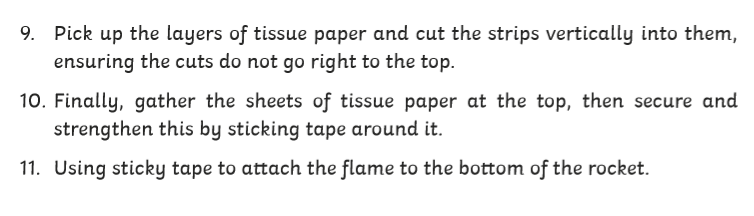 9. Pick up the layers of tissue paper and cut the strips vertically into them,
ensuring the cuts do not go right to the top.
10. Finally, gather the sheets of tissue paper at the top, then secure and
strengthen this by sticking tape around it.
11. Using sticky tape to attach the flame to the bottom of the rocket.